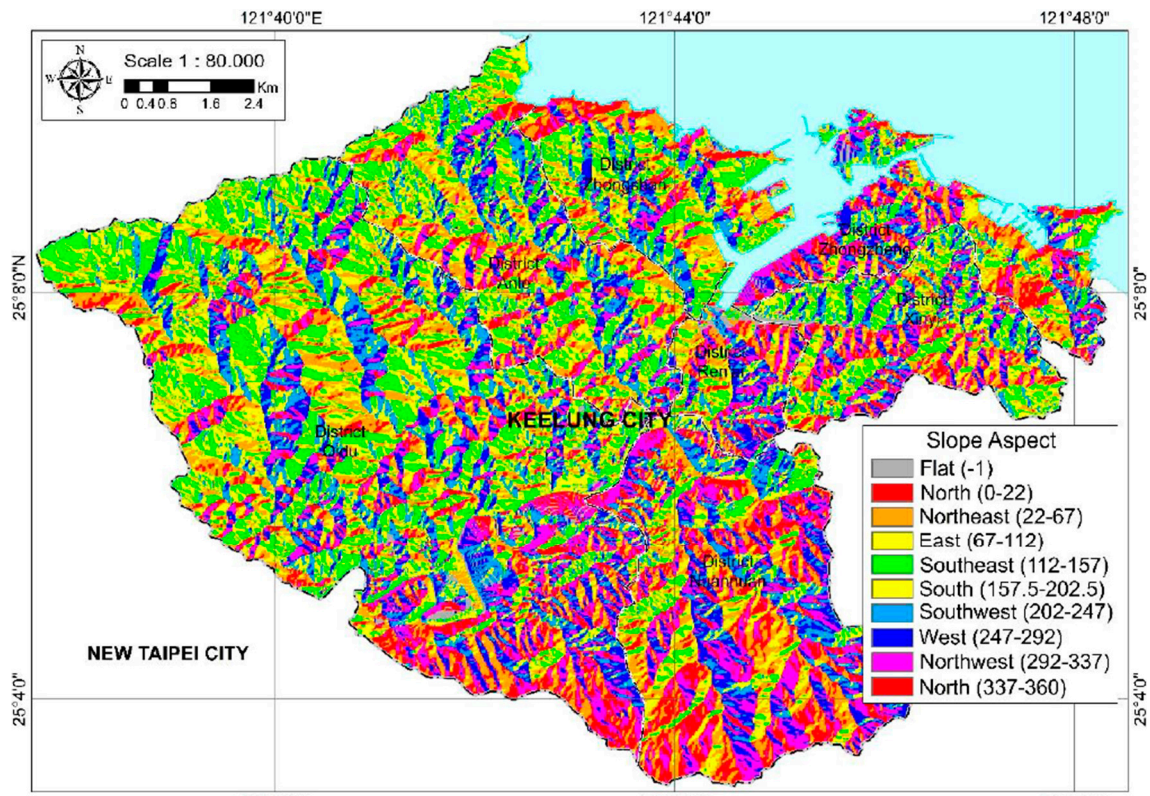 121°40'0"E
121°44'0"
121°48'0"
N
W
E
S
Scale 1 : 80.000
Km
0 0.4 0.8 1.6 2.4
District
Zhongshan
District
Zhongzheng
25°8'0"N
25°8'0"
District
Anle
District
Xinyi
District
Ren'ai
KEELUNG CITY
District
Qidu
District
Nuannuan
Slope Aspect
Flat (-1)
North (0-22)
Northeast (22-67)
East (67-112)
Southeast (112-157)
South (157.5-202.5)
Southwest (202-247)
West (247-292)
Northwest (292-337)
North (337-360)
NEW TAIPEI CITY
25°4'0"
25°4'0"